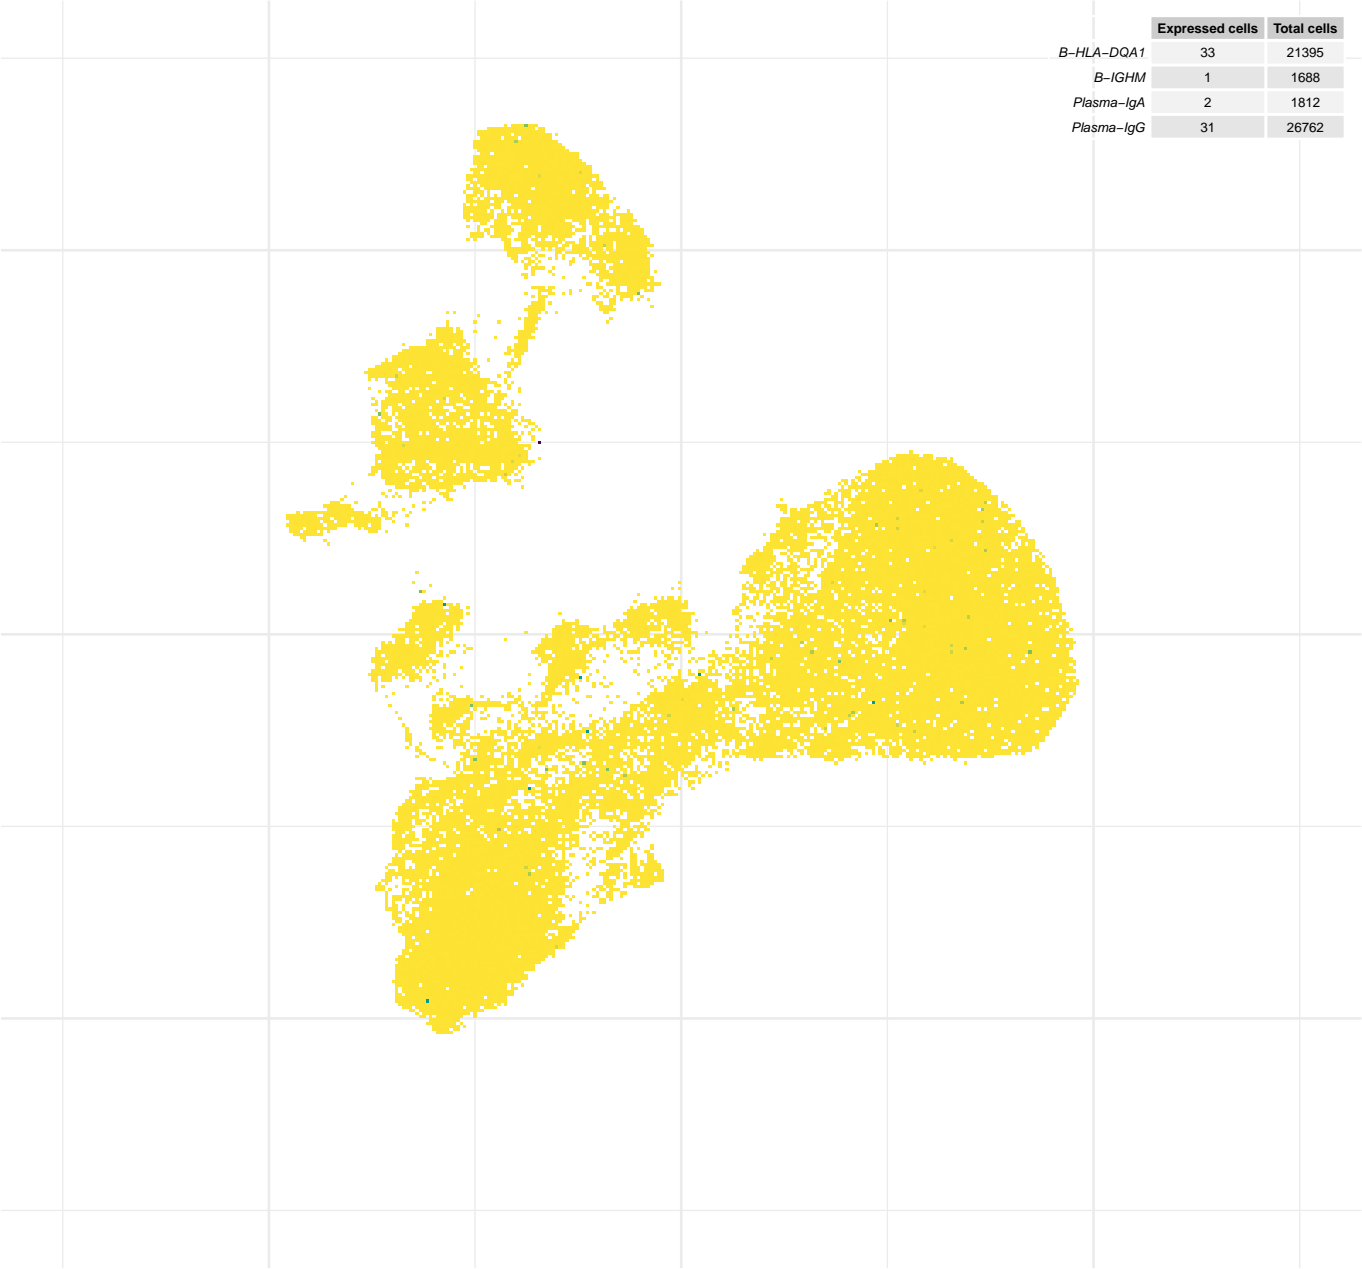 Expressed cells Total cells
B−HLA−DQA1 33 21395
B−IGHM 1 1688
Plasma−IgA 2 1812
Plasma−IgG 31 26762